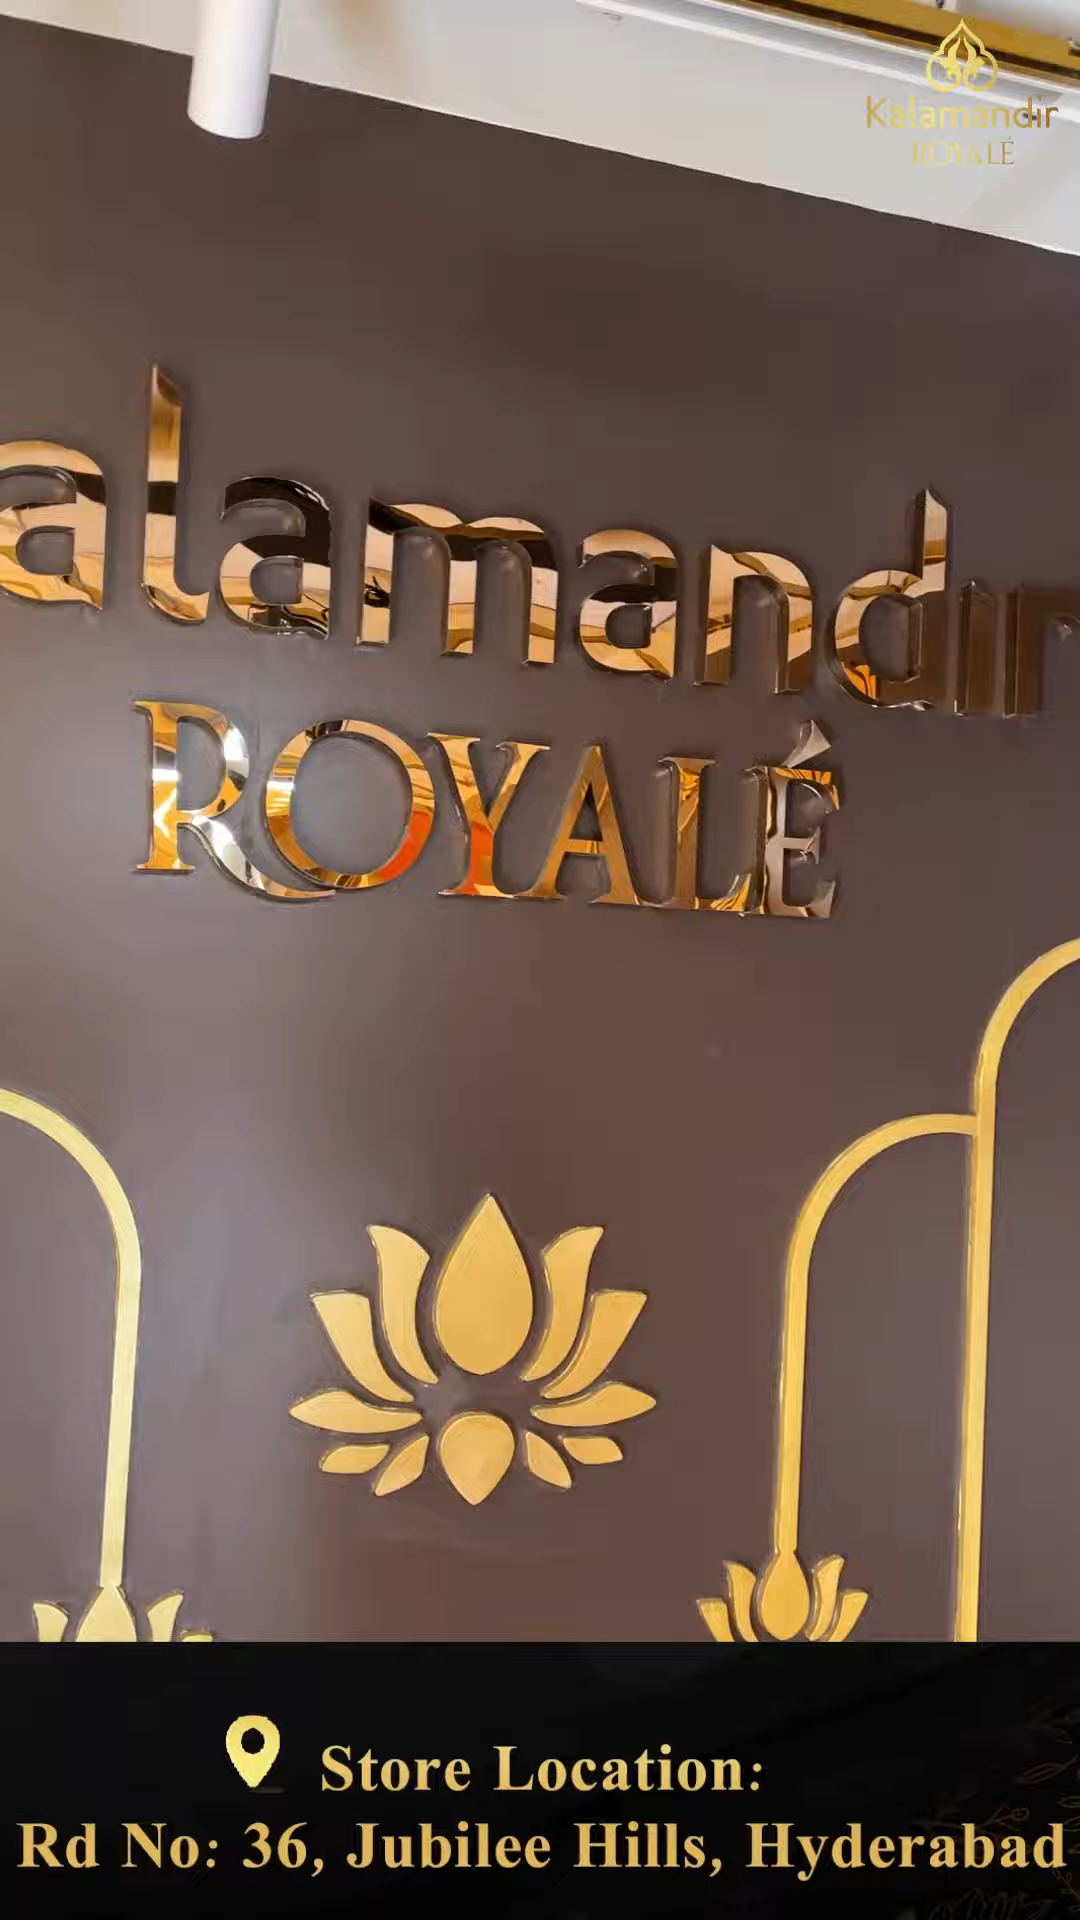 Kalamandir
ROYALÉ
alamandir
ROYALÉ
Store Location:
Rd No: 36, Jubilee Hills, Hyderabad